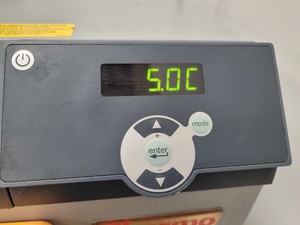 5.0C
mode
+
enter
-